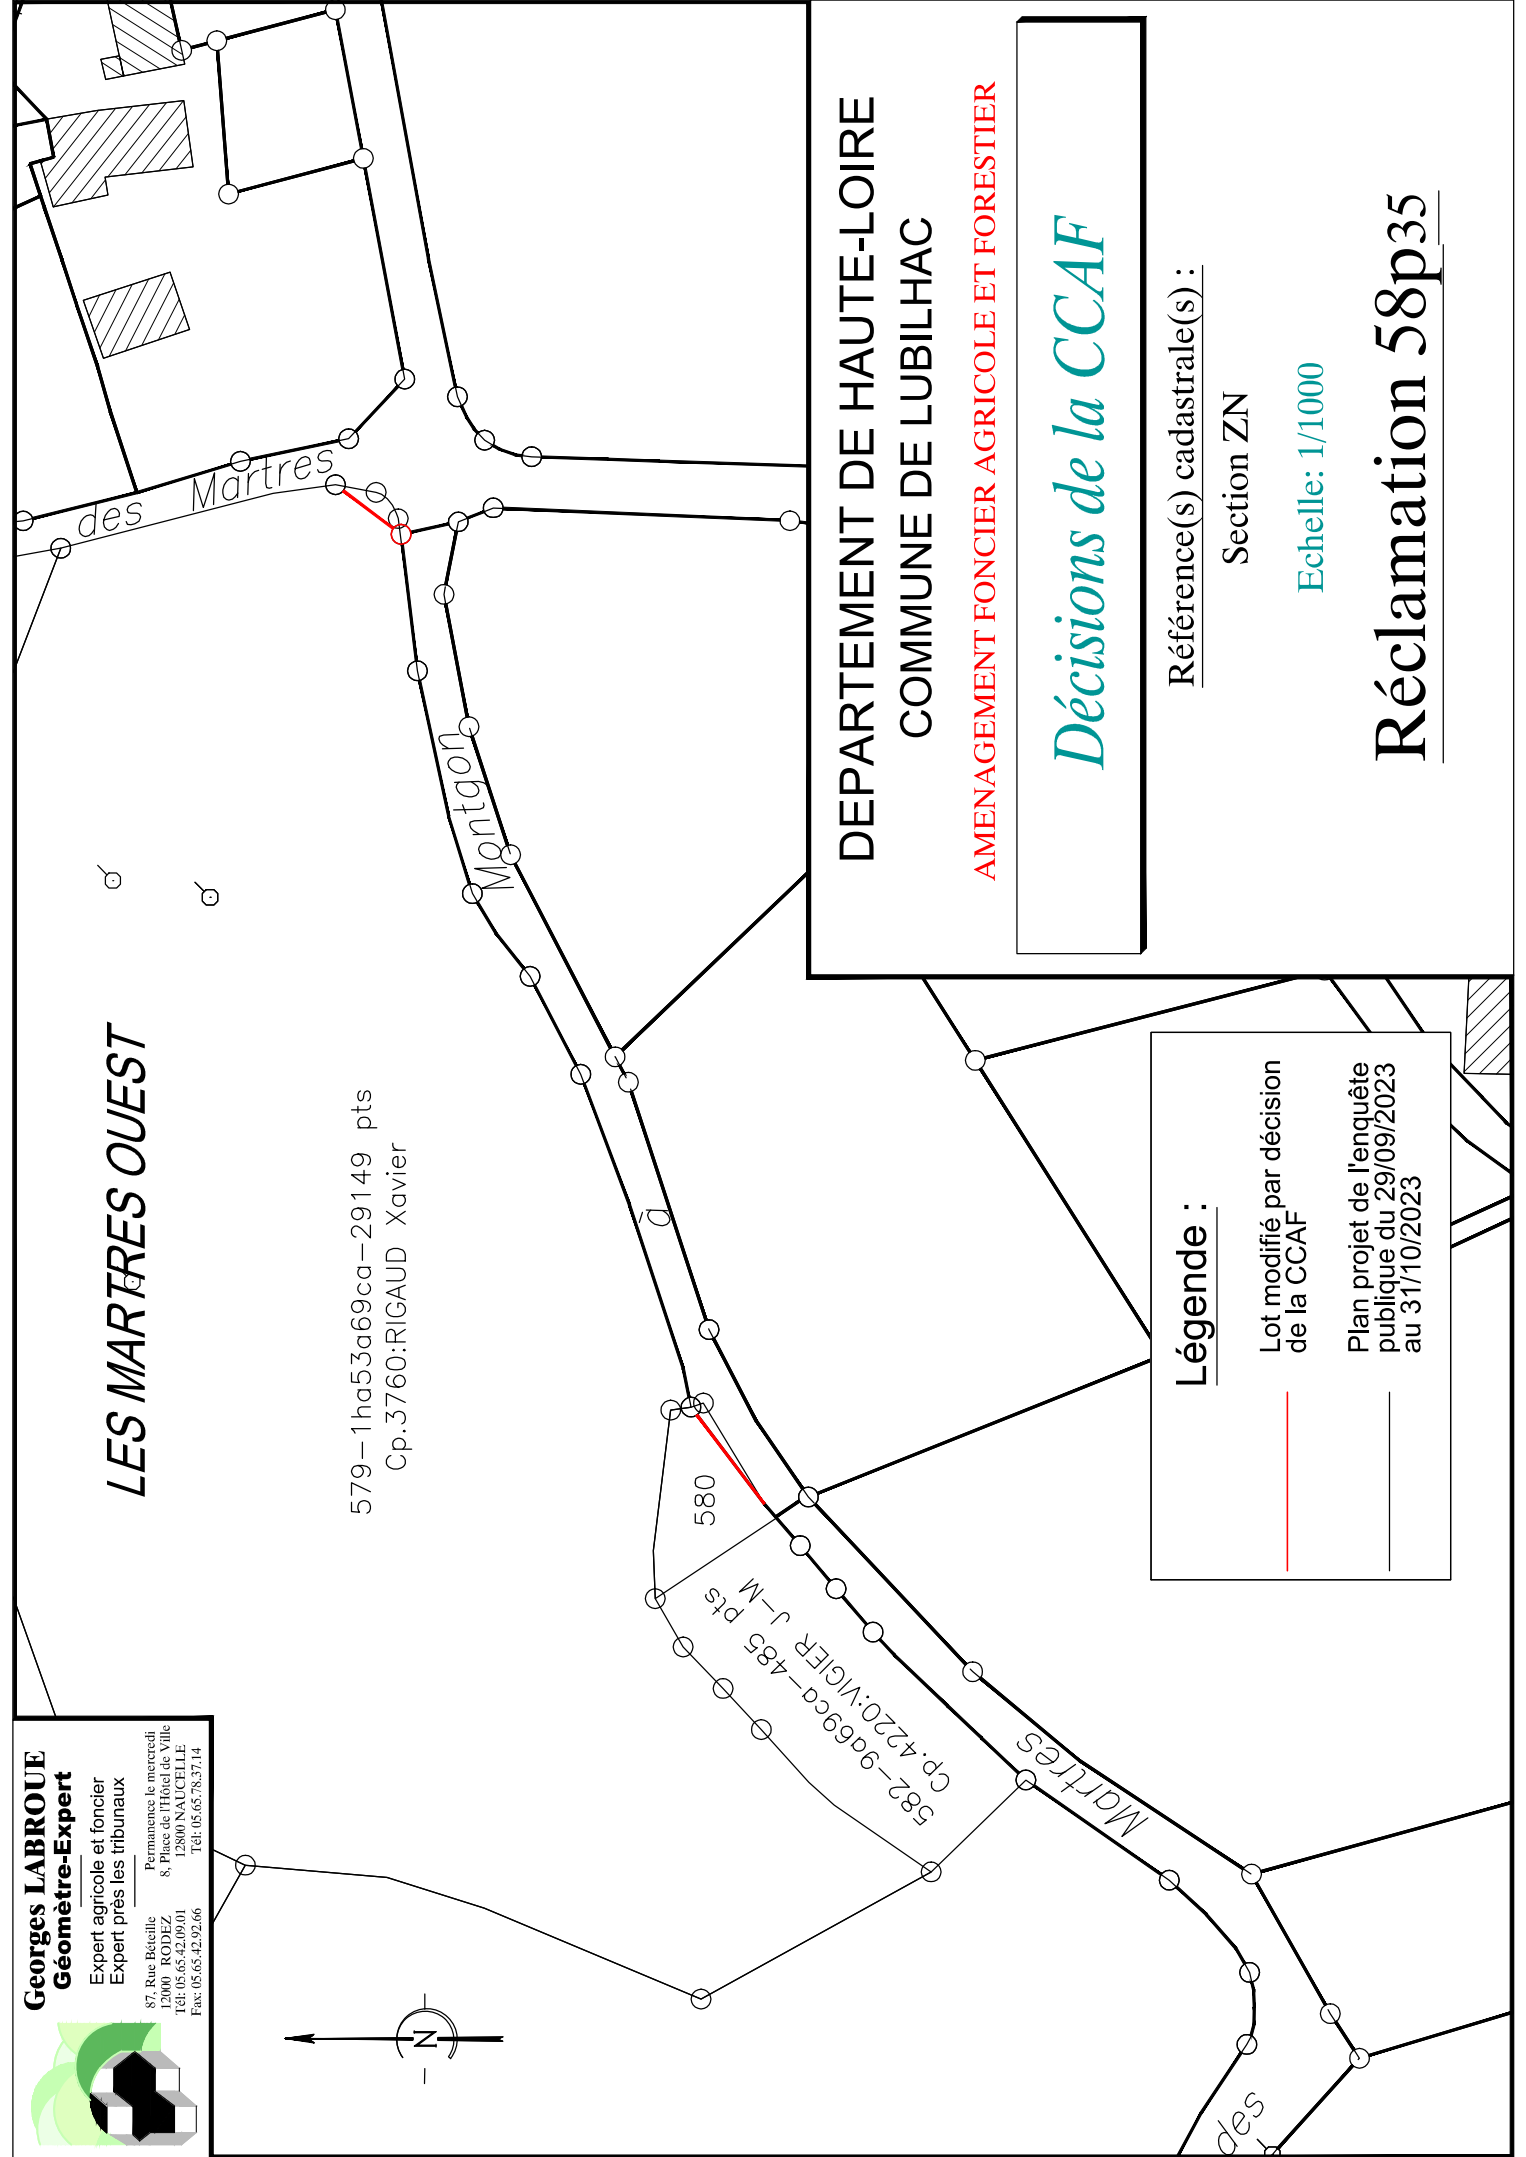 Georges LABROUE
Géomètre-Expert
Expert agricole et foncier
Expert près les tribunaux
87, Rue Béteille
12000 RODEZ
Tél: 05.65.42.09.01
Fax: 05.65.42.92.66
Permanence le mercredi
8, Place de l'Hôtel de Ville
12800 NAUCELLE
Tél: 05.65.78.37.14
N
LES MARTRES OUEST
579-1ha53a69ca-29149 pts
Cp.3760:RIGAUD Xavier
580
582-9a69ca-485 pts
Cp.4220:VIGIER J-M
des Martres
des
Martres
à
Montgon
Légende :
Lot modifié par décision
de la CCAF
Plan projet de l'enquête
publique du 29/09/2023
au 31/10/2023
DEPARTEMENT DE HAUTE-LOIRE
COMMUNE DE LUBILHAC
AMENAGEMENT FONCIER AGRICOLE ET FORESTIER
Décisions de la CCAF
Référence(s) cadastrale(s) :
Section ZN
Echelle: 1/1000
Réclamation 58p35